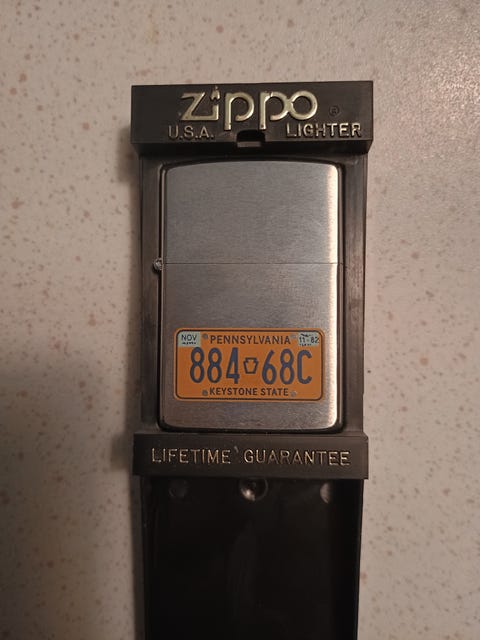 Zippo ®
U.S.A. LIGHTER
NOV PENNSYLVANIA 11-82
884 68C
KEYSTONE STATE
LIFETIME GUARANTEE